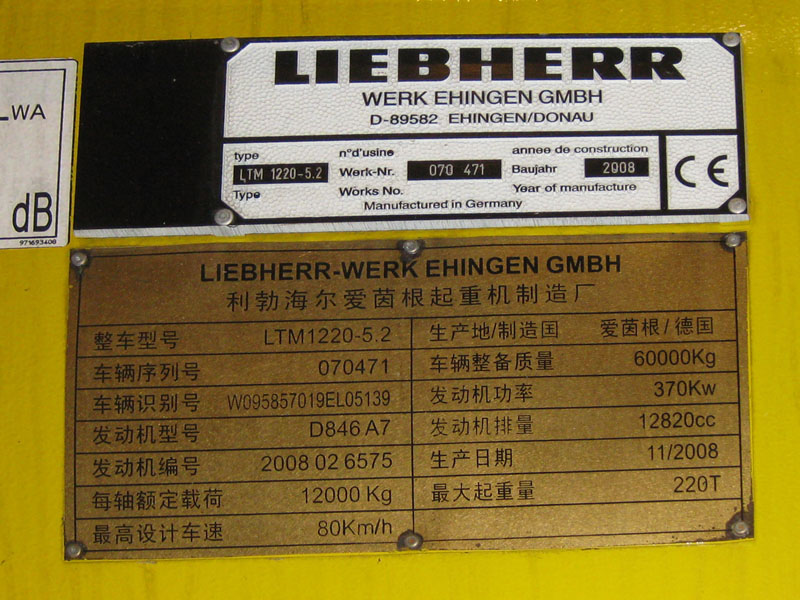 LIEBHERR
WERK EHINGEN GMBH
D-89582 EHINGEN/DONAU
type n°d'usine annee de construction
LTM 1220-5.2 Werk-Nr. 070 471 Baujahr 2008
Type Works No. Year of manufacture
Manufactured in Germany
CE
LWA
dB
971693408
LIEBHERR-WERK EHINGEN GMBH
利勃海尔爱茵根起重机制造厂
整车型号 LTM1220-5.2 生产地/制造国 爱茵根/德国
车辆序列号 070471 车辆整备质量 60000Kg
车辆识别号 W095857019EL05139 发动机功率 370Kw
发动机型号 D846 A7 发动机排量 12820cc
发动机编号 2008 02 6575 生产日期 11/2008
每轴额定载荷 12000 Kg 最大起重量 220T
最高设计车速 80Km/h